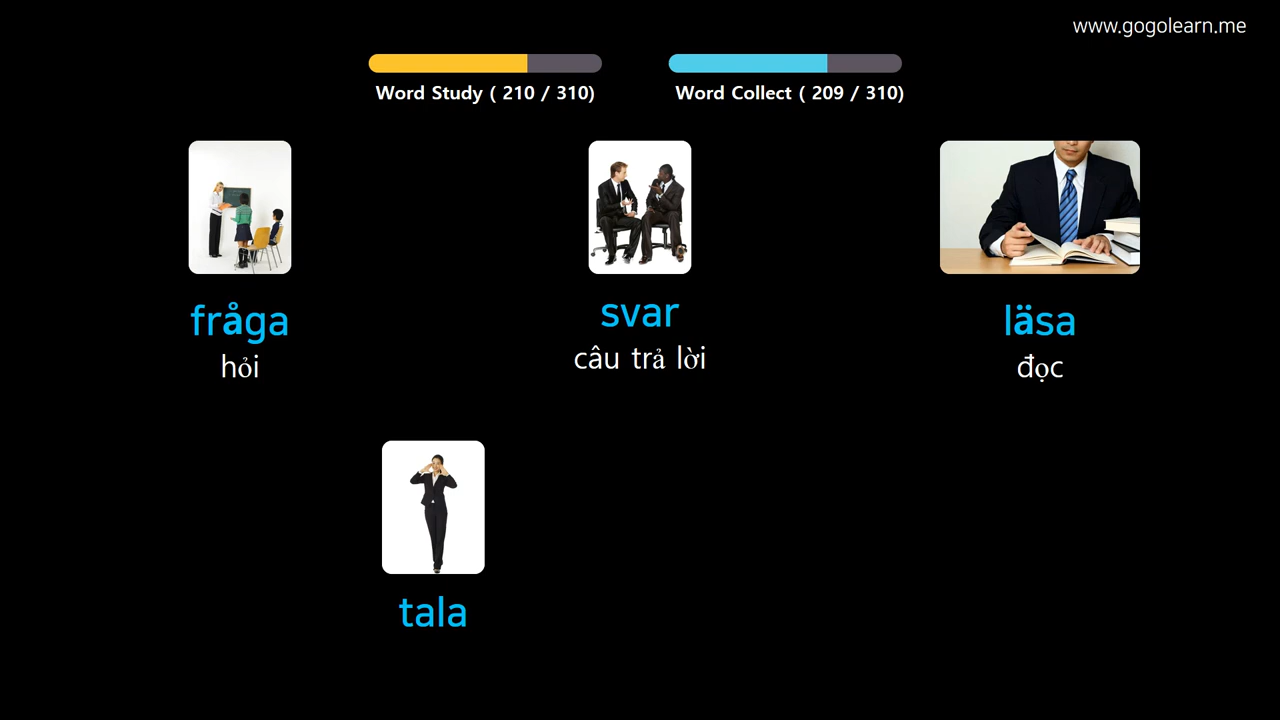 www.gogolearn.me
Word Study ( 210 / 310)
Word Collect ( 209 / 310)
fråga
hỏi
svar
câu trả lời
läsa
đọc
tala